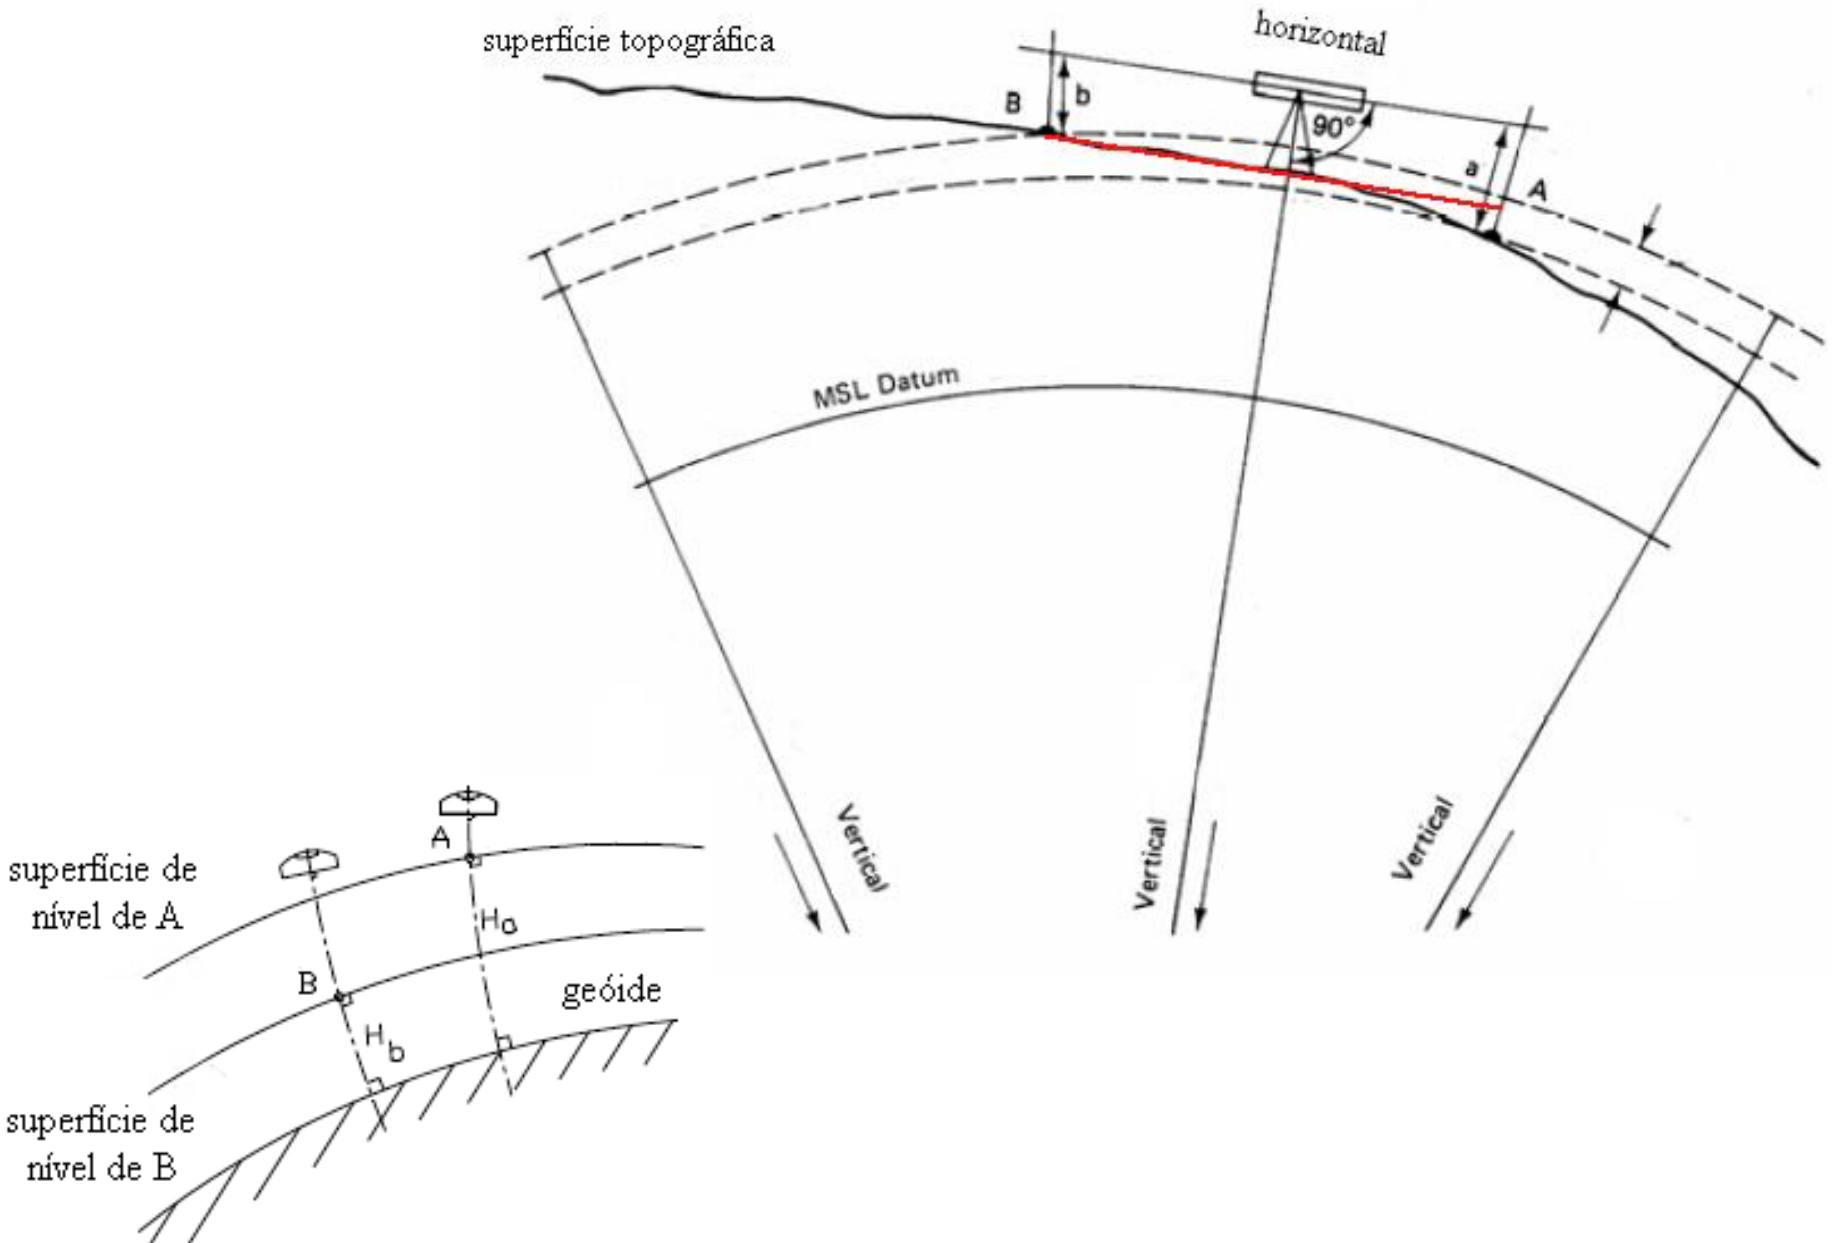 superfície topográfica
horizontal
B
b
90°
a
A
MSL Datum
Vertical
Vertical
Vertical
A
superfície de
nível de A
Ha
B
geóide
Hb
superfície de
nível de B